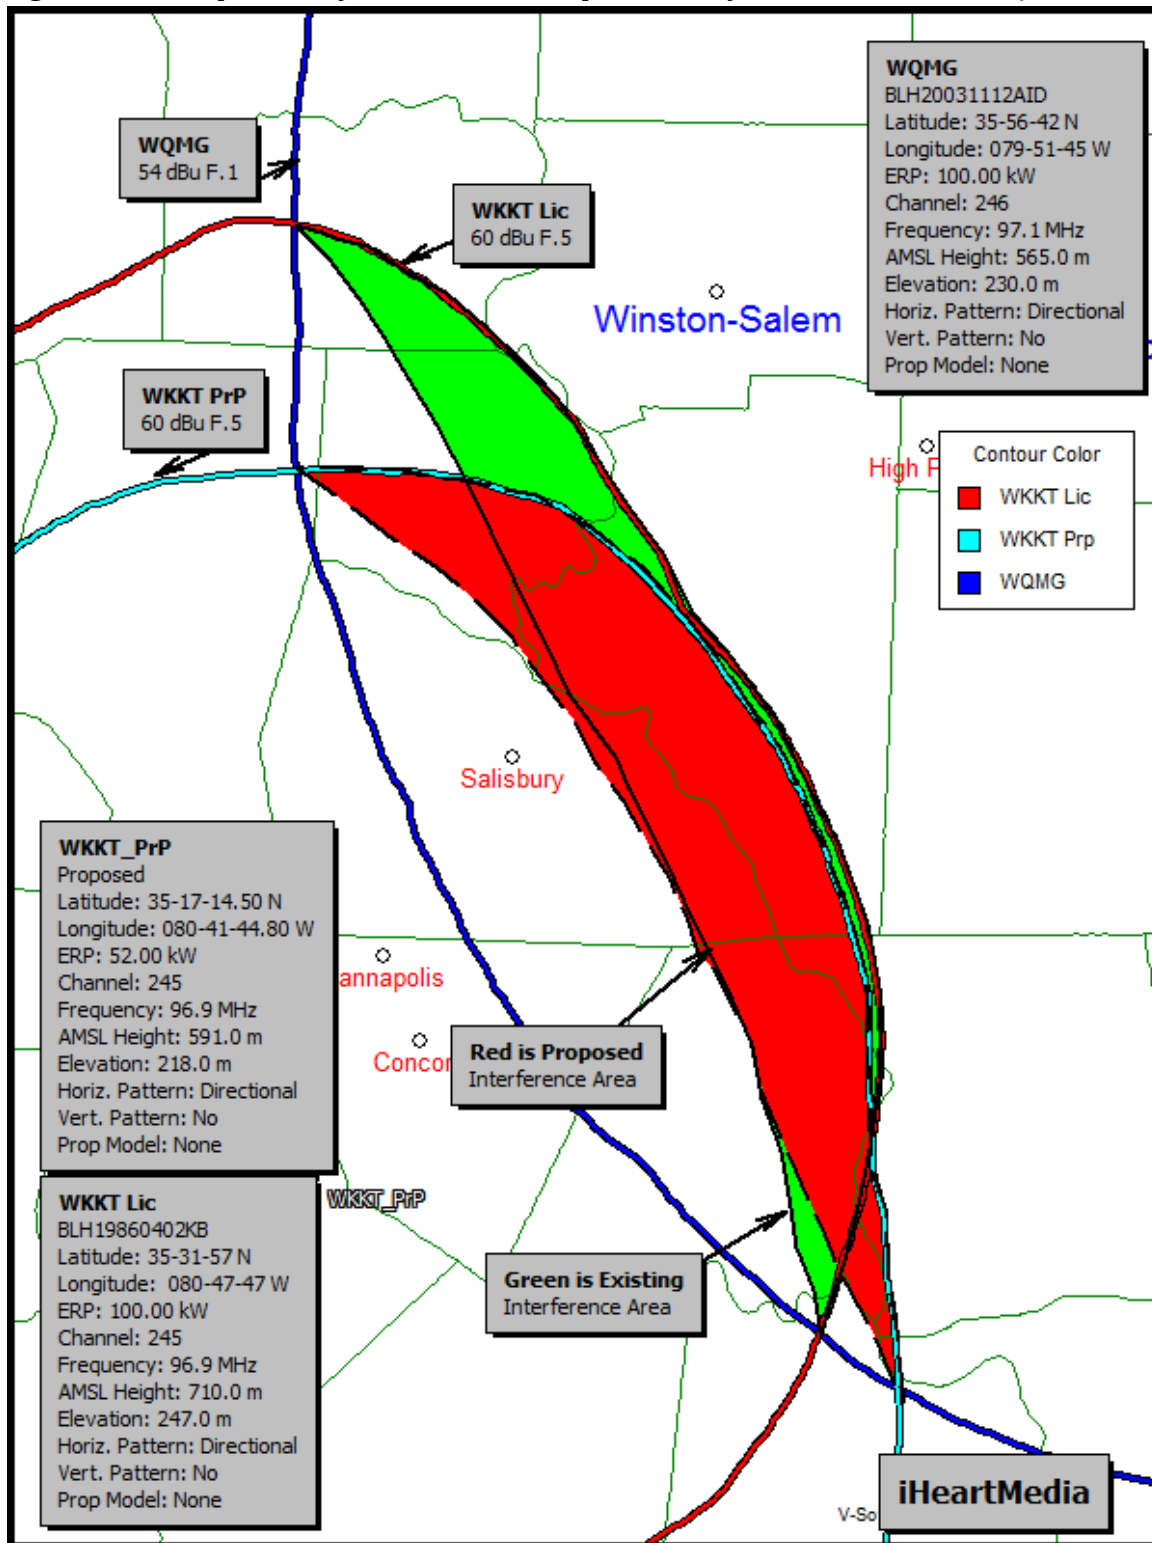 WQMG
54 dBu F.1
WKKT Lic
60 dBu F.5
WQMG
BLH20031112AID
Latitude: 35-56-42 N
Longitude: 079-51-45 W
ERP: 100.00 kW
Channel: 246
Frequency: 97.1 MHz
AMSL Height: 565.0 m
Elevation: 230.0 m
Horiz. Pattern: Directional
Vert. Pattern: No
Prop Model: None
Winston-Salem
WKKT PrP
60 dBu F.5
High
Contour Color
WKKT Lic
WKKT Prp
WQMG
Salisbury
WKKT_PrP
Proposed
Latitude: 35-17-14.50 N
Longitude: 080-41-44.80 W
ERP: 52.00 kW
Channel: 245
Frequency: 96.9 MHz
AMSL Height: 591.0 m
Elevation: 218.0 m
Horiz. Pattern: Directional
Vert. Pattern: No
Prop Model: None
annapolis
Concor
Red is Proposed
Interference Area
WKKT_PrP
WKKT Lic
BLH19860402KB
Latitude: 35-31-57 N
Longitude: 080-47-47 W
ERP: 100.00 kW
Channel: 245
Frequency: 96.9 MHz
AMSL Height: 710.0 m
Elevation: 247.0 m
Horiz. Pattern: Directional
Vert. Pattern: No
Prop Model: None
Green is Existing
Interference Area
iHeartMedia
V-So